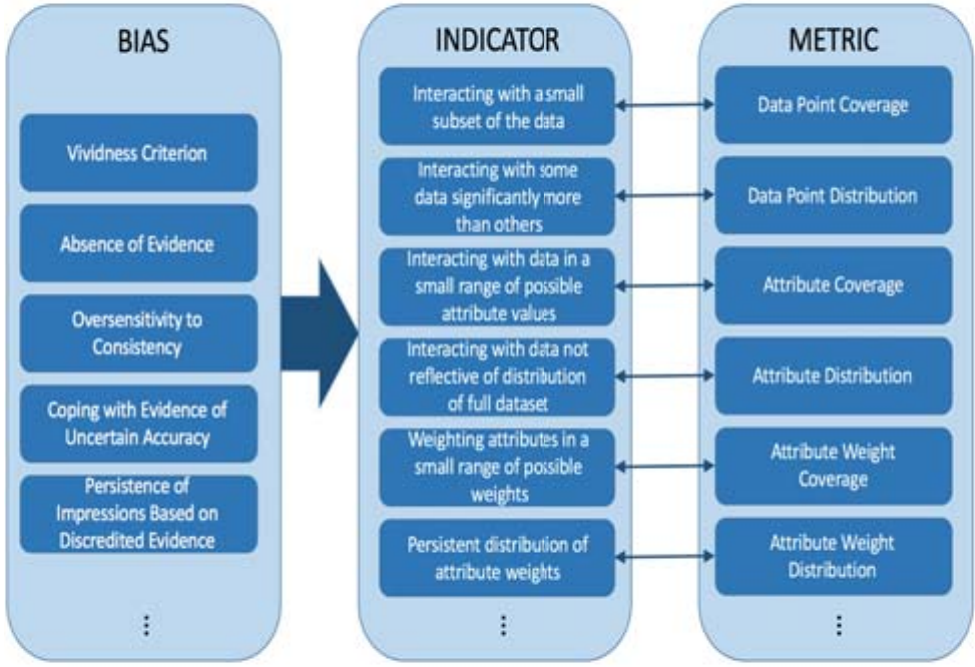 BIAS
Vividness Criterion
Absence of Evidence
Oversensitivity to
Consistency
Coping with Evidence of
Uncertain Accuracy
Persistence of
Impressions Based on
Discredited Evidence
⋮
INDICATOR
Interacting with a small
subset of the data
Interacting with some
data significantly more
than others
Interacting with data in a
small range of possible
attribute values
Interacting with data not
reflective of distribution
of full dataset
Weighting attributes in a
small range of possible
weights
Persistent distribution of
attribute weights
⋮
METRIC
Data Point Coverage
Data Point Distribution
Attribute Coverage
Attribute Distribution
Attribute Weight
Coverage
Attribute Weight
Distribution
⋮